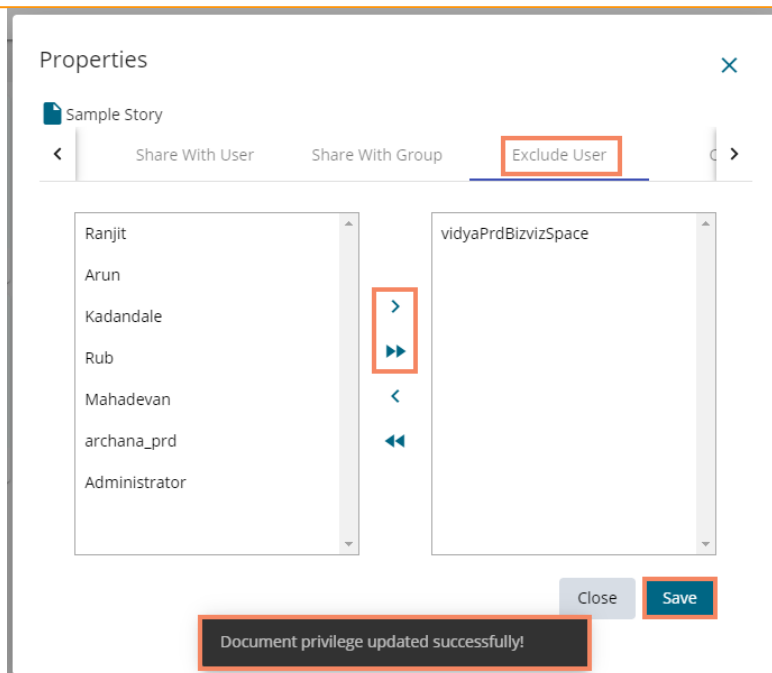 Properties
Sample Story
Share With User Share With Group Exclude User
Ranjit
Arun
Kadandale
Rub
Mahadevan
archana_prd
Administrator
vidyaPrdBizvizSpace
Close Save
Document privilege updated successfully!